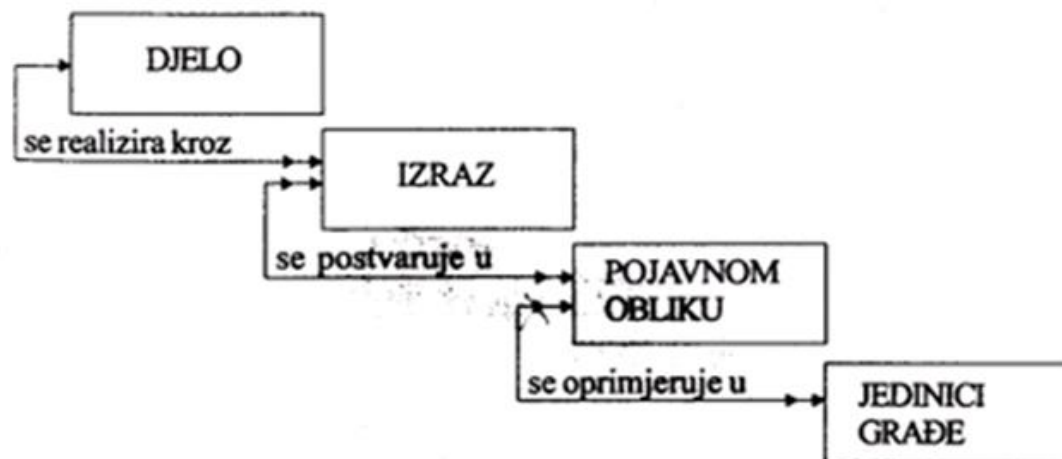 DJELO
se realizira kroz
IZRAZ
se postvaruje u
POJAVNOM
OBLIKU
se oprimjeruje u
JEDINICI
GRAĐE